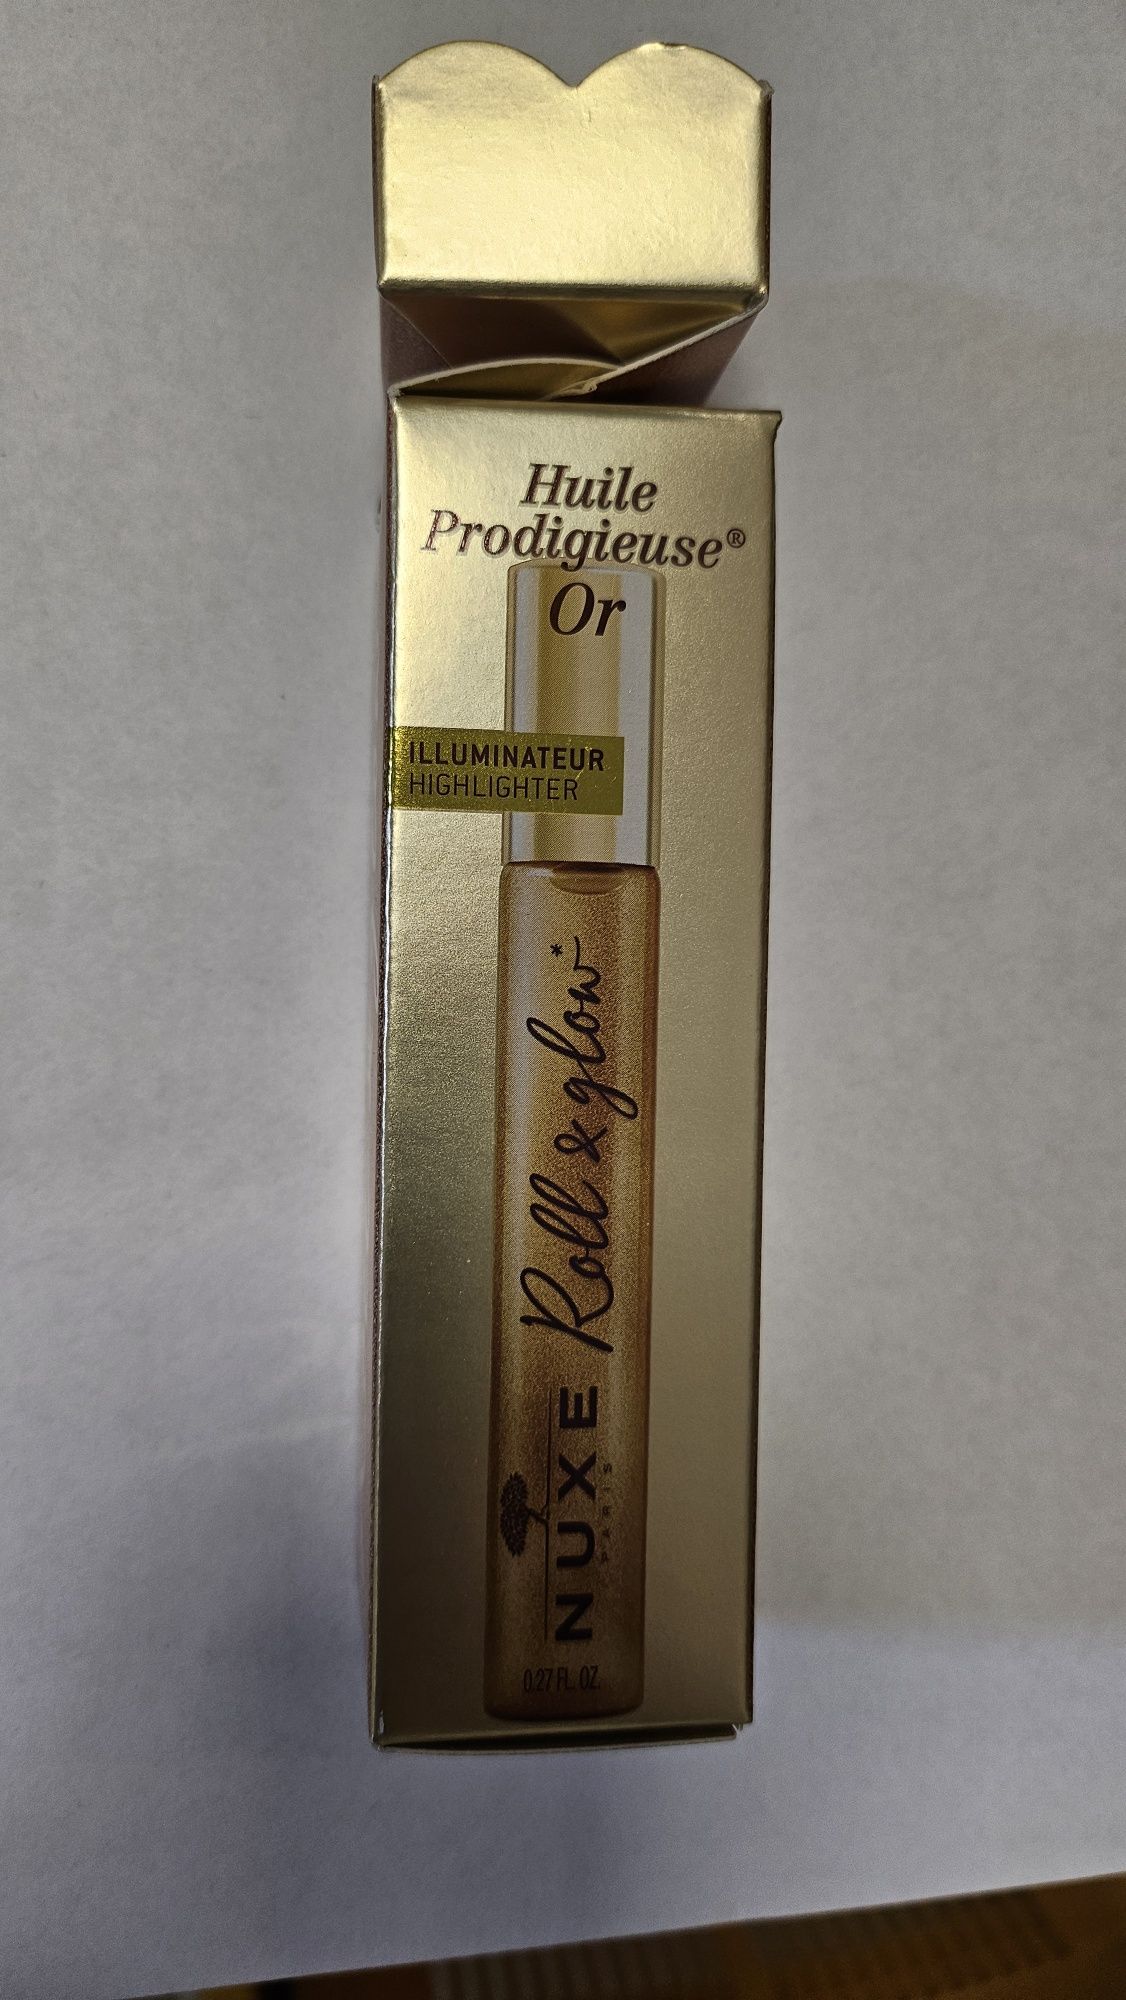 Huile
Prodigieuse®
Or
ILLUMINATEUR
HIGHLIGHTER
NUXE Roll & glow*
PARIS
0.27 FL. OZ.